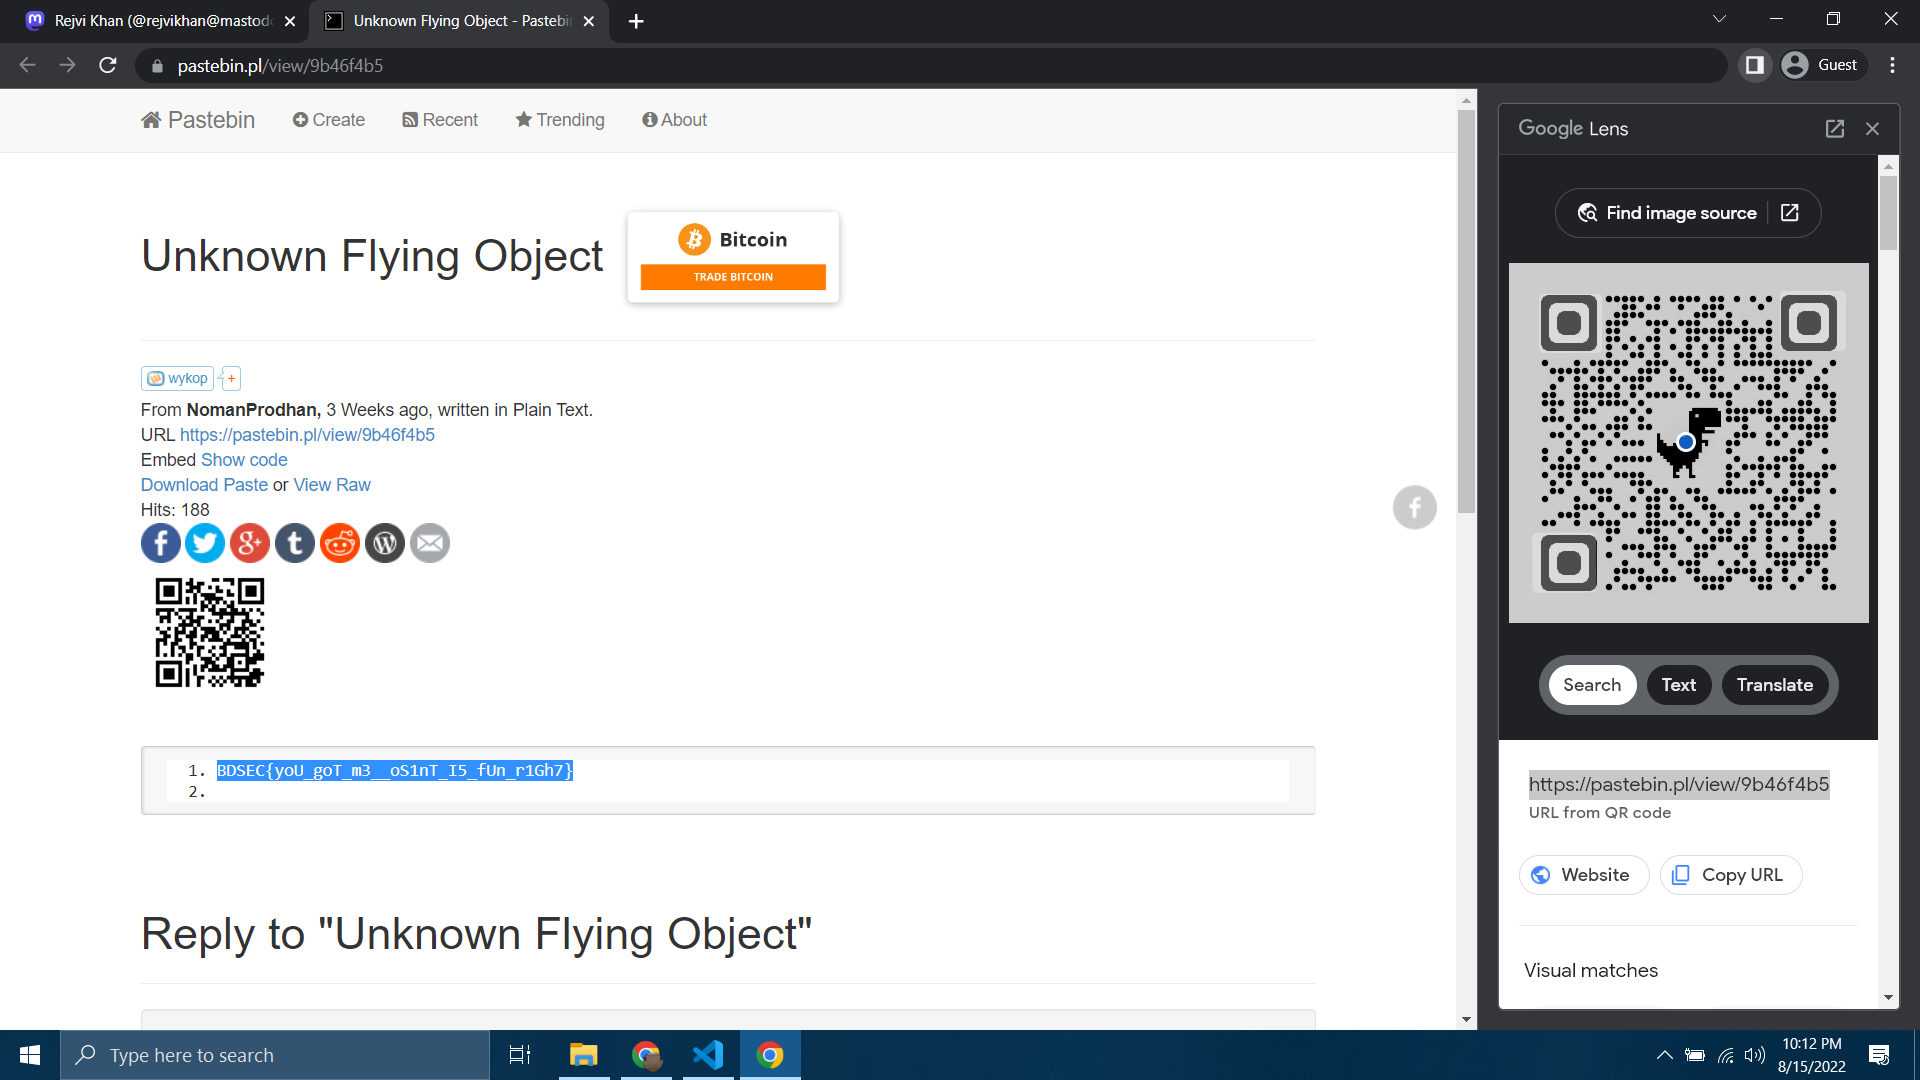 Rejvi Khan (@rejvikhan@mastod
Unknown Flying Object - Pastebi
pastebin.pl/view/9b46f4b5
Guest
Pastebin
Create
Recent
Trending
About
Unknown Flying Object
Bitcoin
TRADE BITCOIN
wykop
+
From NomanProdhan, 3 Weeks ago, written in Plain Text.
URL https://pastebin.pl/view/9b46f4b5
Embed Show code
Download Paste or View Raw
Hits: 188
1. BDSEC{yoU_goT_m3__oS1nT_I5_fUn_r1Gh7}
2.
Reply to "Unknown Flying Object"
Google Lens
Find image source
Search
Text
Translate
https://pastebin.pl/view/9b46f4b5
URL from QR code
Website
Copy URL
Visual matches
Type here to search
10:12 PM
8/15/2022